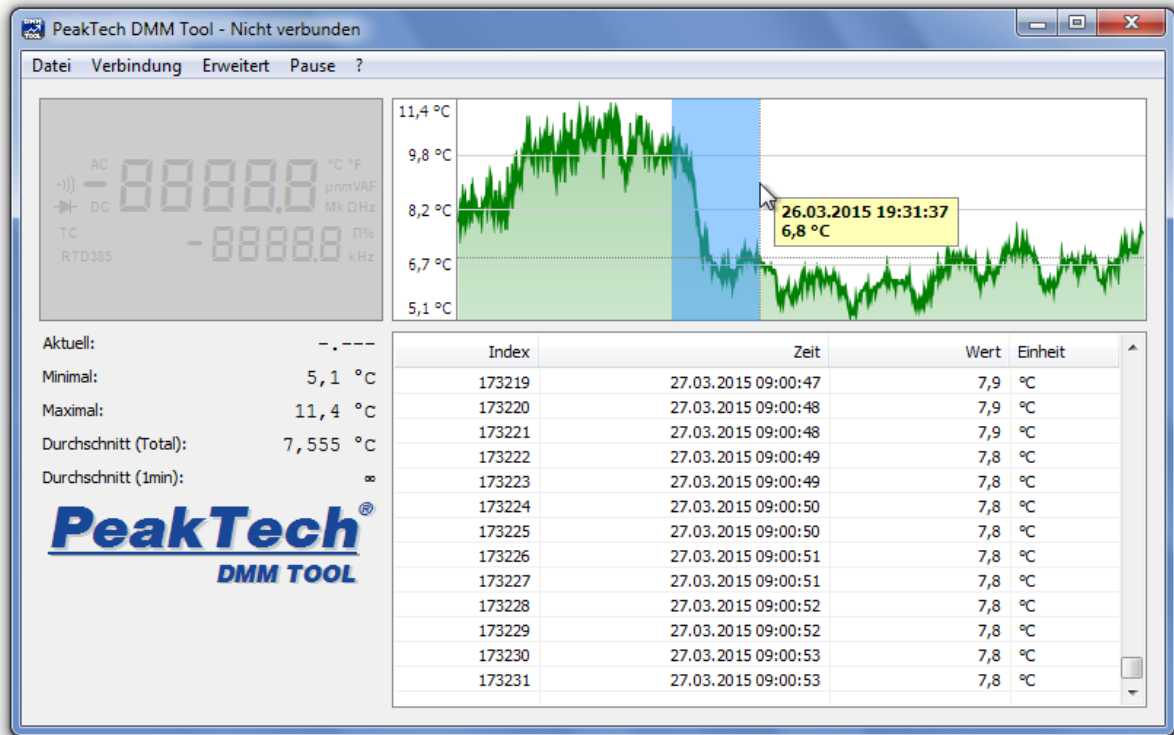 PeakTech DMM Tool - Nicht verbunden
Datei Verbindung Erweitert Pause ?
AC °C °F
88888.8 µnmVAF
DC Mk Ω Hz
TC -8888.8 n%
RTD385 kHz
11,4 °C
9,8 °C
8,2 °C
6,7 °C
5,1 °C
26.03.2015 19:31:37
6,8 °C
Aktuell: -.---
Minimal: 5,1 °C
Maximal: 11,4 °C
Durchschnitt (Total): 7,555 °C
Durchschnitt (1min): ∞
PeakTech®
DMM TOOL
Index Zeit Wert Einheit
173219 27.03.2015 09:00:47 7,9 °C
173220 27.03.2015 09:00:48 7,9 °C
173221 27.03.2015 09:00:48 7,9 °C
173222 27.03.2015 09:00:49 7,8 °C
173223 27.03.2015 09:00:49 7,8 °C
173224 27.03.2015 09:00:50 7,8 °C
173225 27.03.2015 09:00:50 7,8 °C
173226 27.03.2015 09:00:51 7,8 °C
173227 27.03.2015 09:00:51 7,8 °C
173228 27.03.2015 09:00:52 7,8 °C
173229 27.03.2015 09:00:52 7,8 °C
173230 27.03.2015 09:00:53 7,8 °C
173231 27.03.2015 09:00:53 7,8 °C